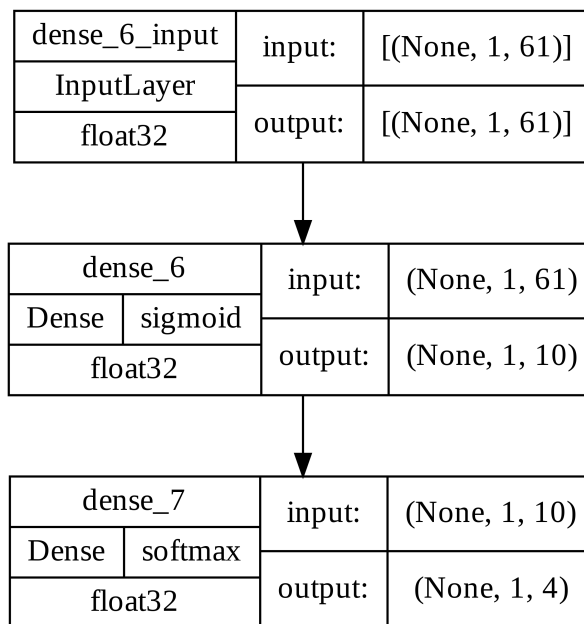 dense_6_input
input:
[(None, 1, 61)]
InputLayer
output:
[(None, 1, 61)]
float32
dense_6
input:
(None, 1, 61)
Dense
sigmoid
output:
(None, 1, 10)
float32
dense_7
input:
(None, 1, 10)
Dense
softmax
output:
(None, 1, 4)
float32